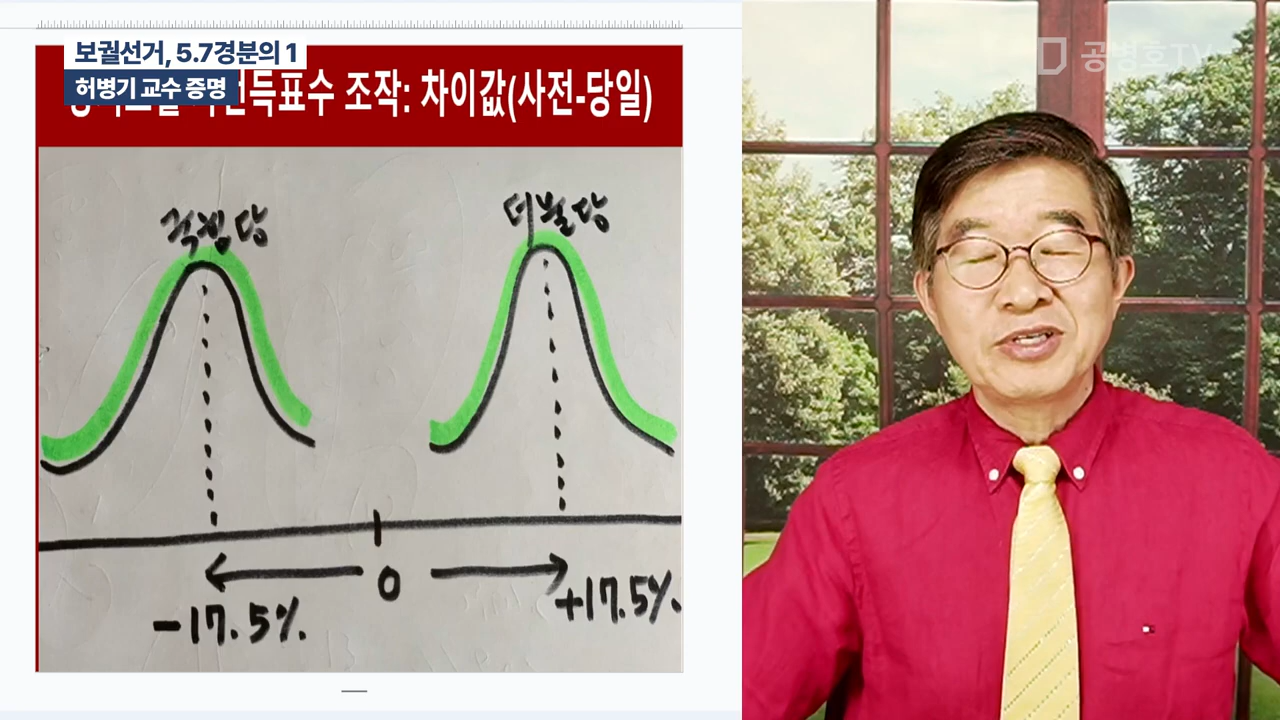 보궐선거, 5.7경분의 1
허병기 교수 증명
득표수 조작: 차이값(사전-당일)
공병호TV
국힘당
더불당
0
-17.5%
+17.5%.